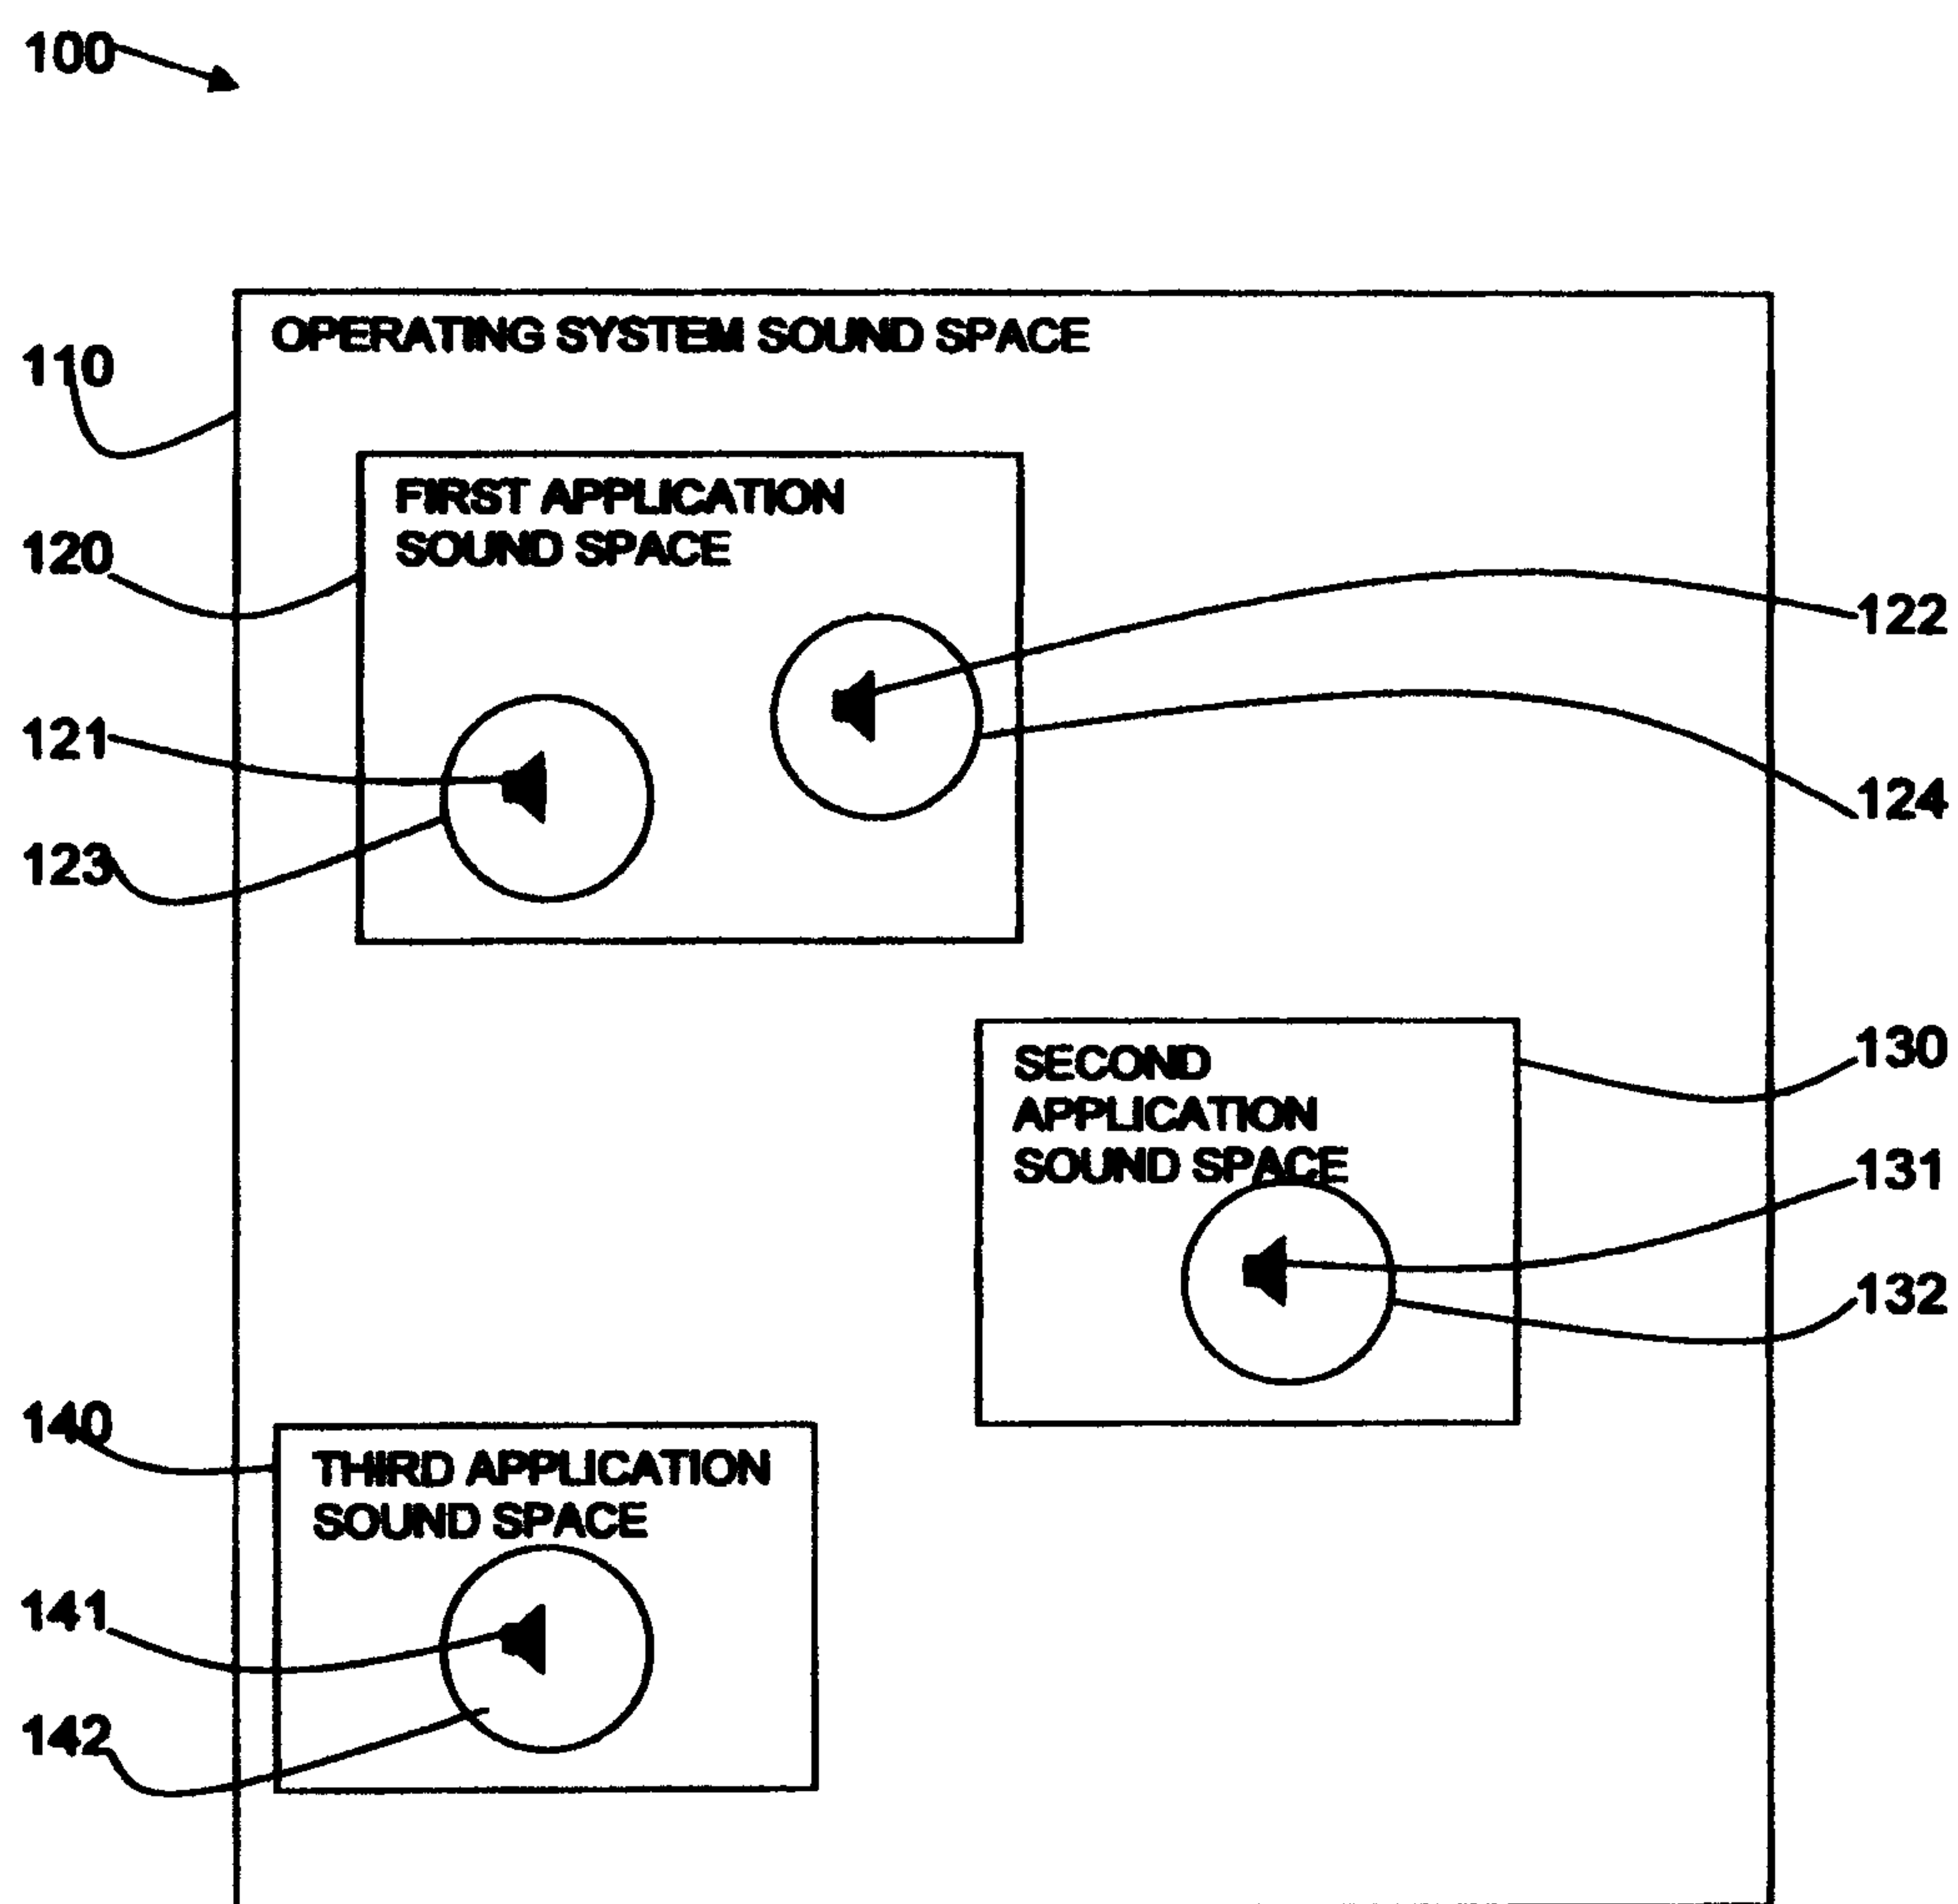 100
OPERATING SYSTEM SOUND SPACE
110
FIRST APPLICATION
SOUND SPACE
120
122
121
124
123
SECOND
APPLICATION
SOUND SPACE
130
131
132
140
THIRD APPLICATION
SOUND SPACE
141
142